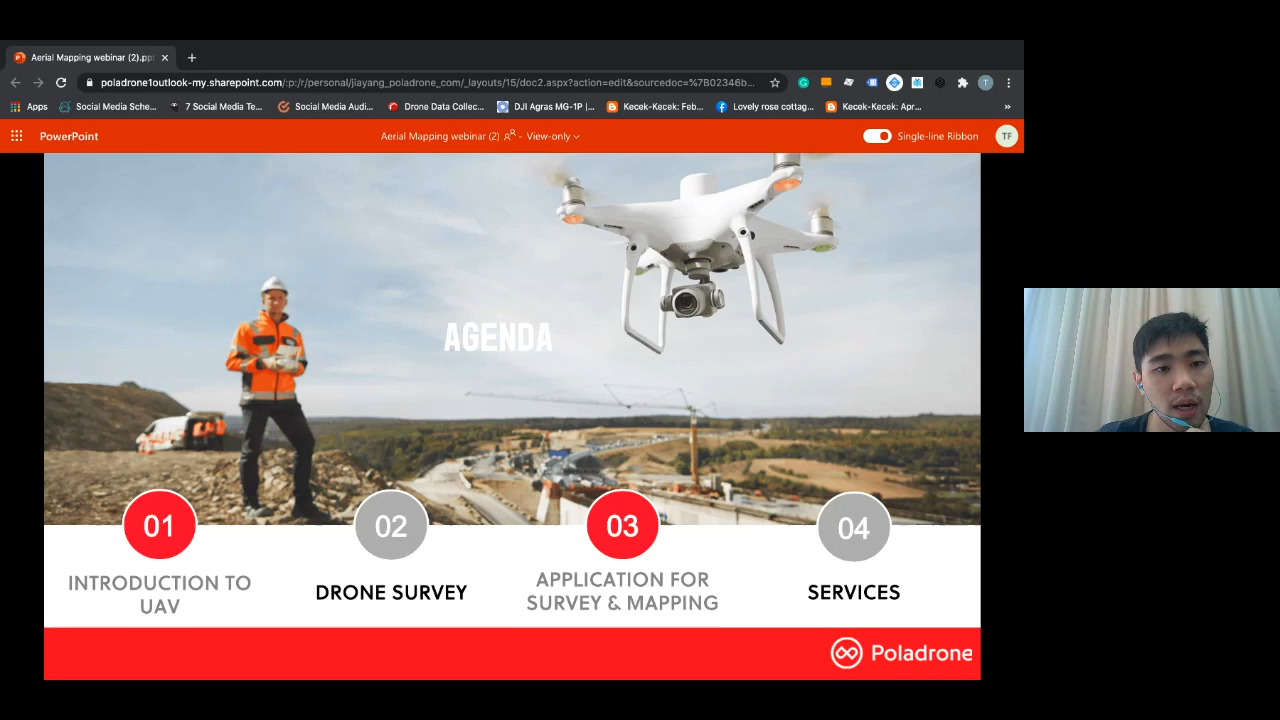 Aerial Mapping webinar (2).ppt
poladrone1outlook-my.sharepoint.com/:p:/r/personal/jiayang_poladrone_com/_layouts/15/doc2.aspx?action=edit&sourcedoc=%7B02346b...
Apps
Social Media Sche...
7 Social Media Te...
Social Media Audi...
Drone Data Collec...
DJI Agras MG-1P |...
Kecek-Kecek: Feb...
Lovely rose cottag...
Kecek-Kecek: Apr...
»
PowerPoint
Aerial Mapping webinar (2) - View-only
Single-line Ribbon
TF
T
AGENDA
01
02
03
04
INTRODUCTION TO
UAV
DRONE SURVEY
APPLICATION FOR
SURVEY & MAPPING
SERVICES
Poladrone